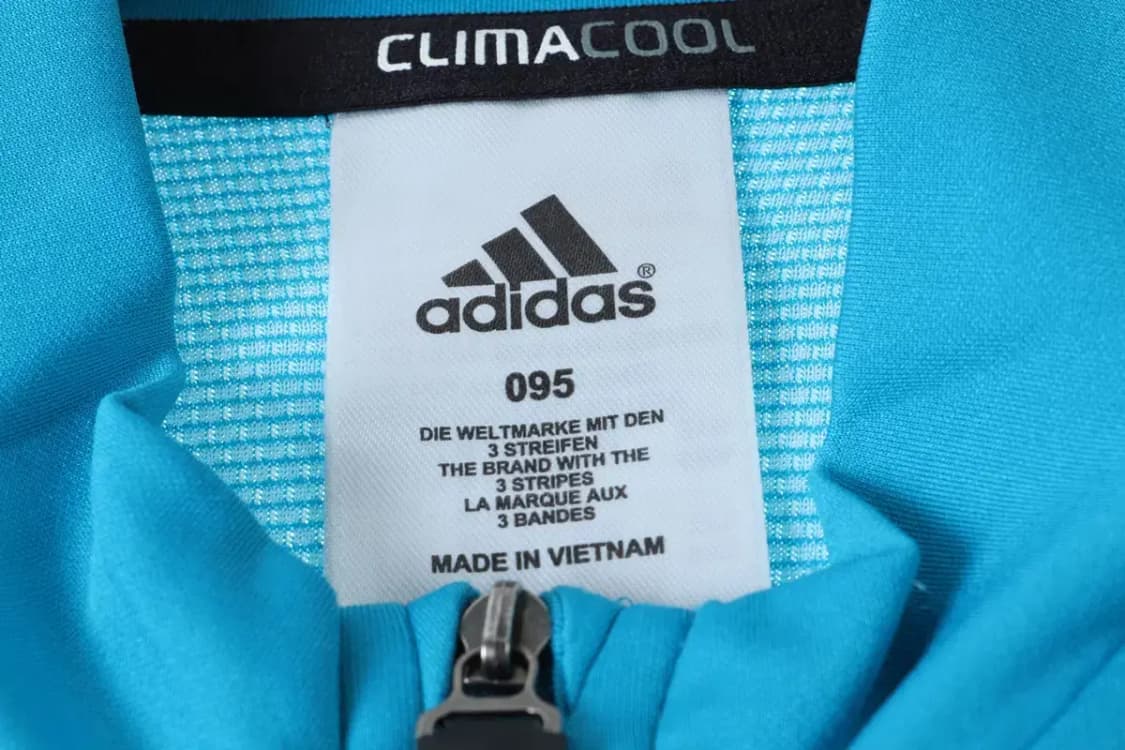 CLIMACOOL
adidas®
095
DIE WELTMARKE MIT DEN
3 STREIFEN
THE BRAND WITH THE
3 STRIPES
LA MARQUE AUX
3 BANDES
MADE IN VIETNAM